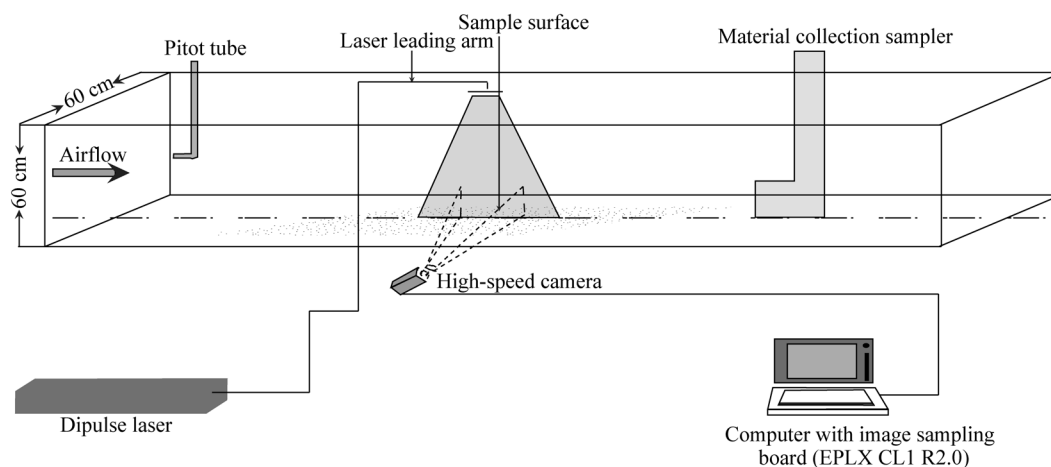 Sample surface
Laser leading arm
Material collection sampler
Pitot tube
60 cm
Airflow
60 cm
High-speed camera
Dipulse laser
Computer with image sampling
board (EPLX CL1 R2.0)